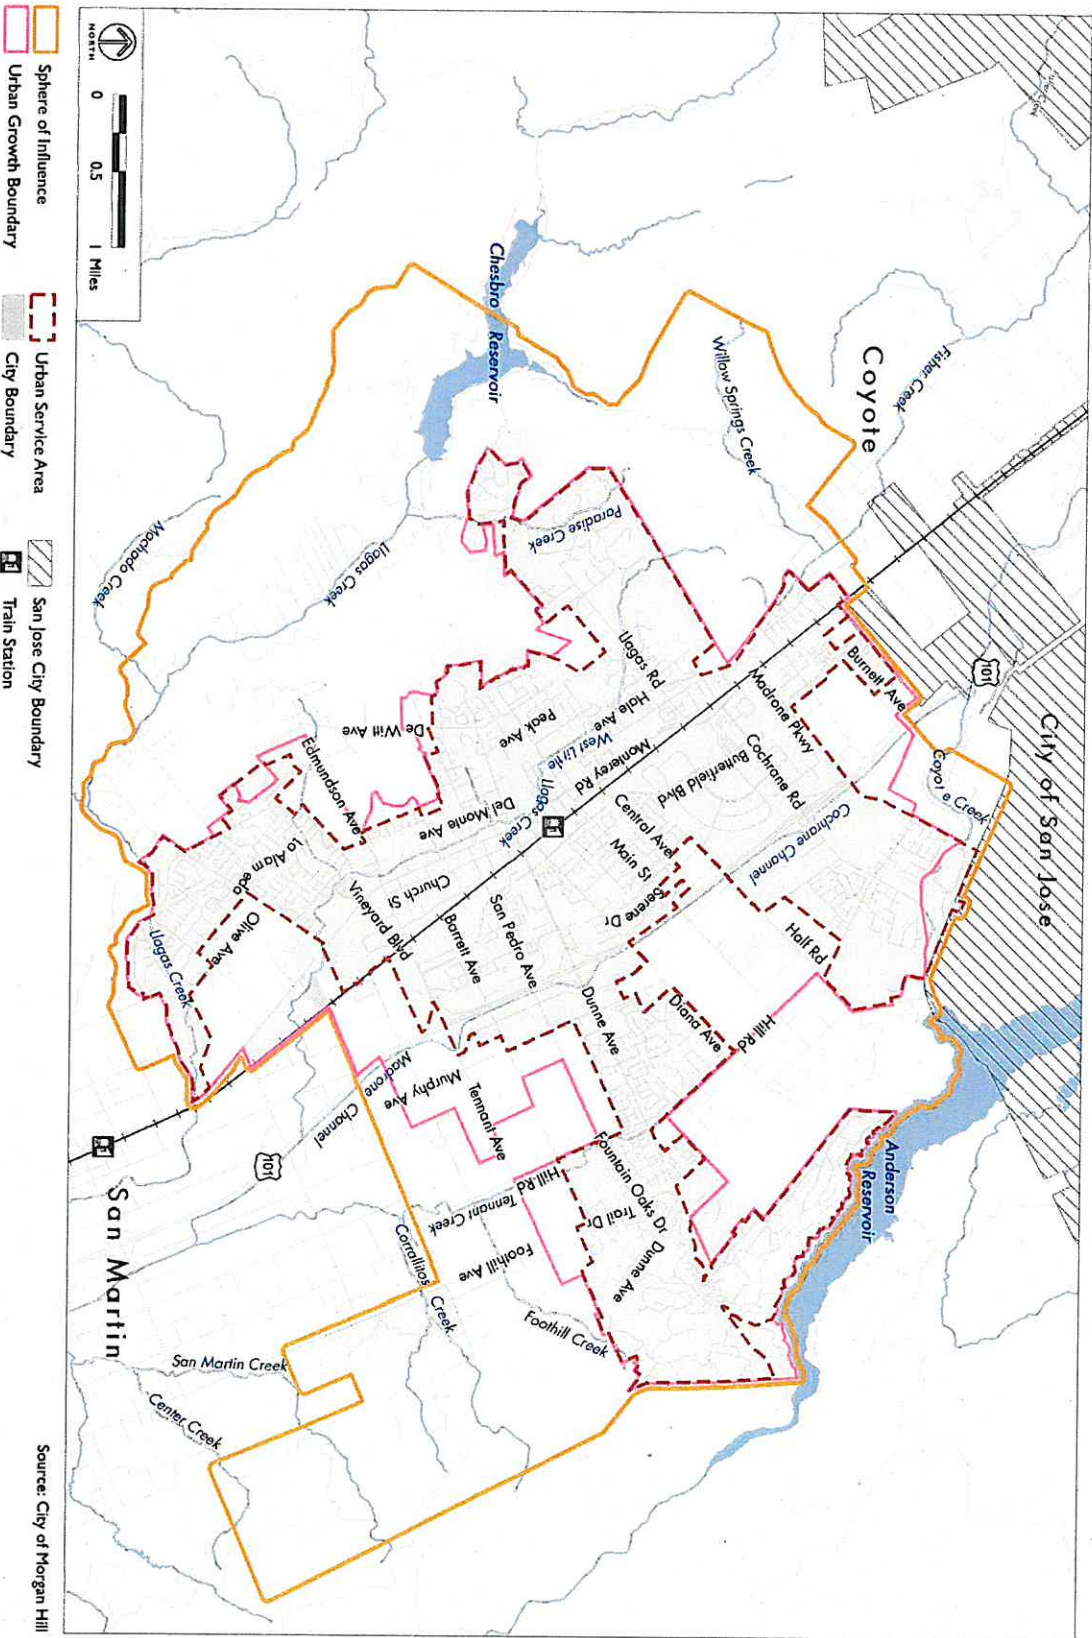 City of San Jose
Coyote
San Martin
Fisher Creek
Willow Springs Creek
Chesbro Reservoir
Paradise Creek
Llagas Creek
Machado Creek
101
Burnett Ave
Coyote Creek
Madrone Pkwy
Cochrane Rd
Butterfield Blvd
Cochrane Channel
Llagas Rd
Hale Ave
West Little
Llagas Creek
Monterey Rd
Peak Ave
Central Ave
Main St
Serene Dr
Half Rd
De Witt Ave
Del Monte Ave
Edmundson Ave
Church St
San Pedro Ave
Barrett Ave
Vineyard Blvd
Dunne Ave
Diana Ave
Hill Rd
La Alameda
Olive Ave
Llagas Creek
Madrone
Channel
Murphy Ave
Tennant Ave
101
Fountain Oaks Dr
Trail Dr
Dunne Ave
Hill Rd
Tennant Creek
Foothill Ave
Foothill Creek
Corralitos Creek
San Martin Creek
Center Creek
Anderson
Reservoir
NORTH
0 0.5 1 Miles
Sphere of Influence
Urban Growth Boundary
Urban Service Area
City Boundary
San Jose City Boundary
Train Station
Source: City of Morgan Hill